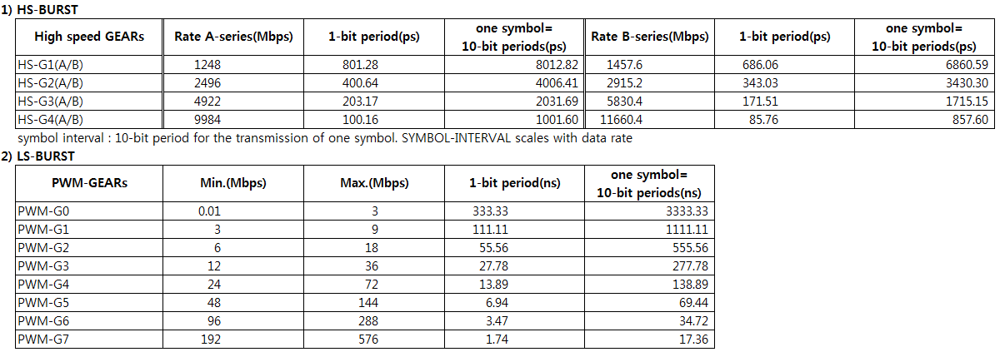 1) HS-BURST
High speed GEARs Rate A-series(Mbps) 1-bit period(ps) one symbol= 10-bit periods(ps) Rate B-series(Mbps) 1-bit period(ps) one symbol= 10-bit periods(ps)
HS-G1(A/B) 1248 801.28 8012.82 1457.6 686.06 6860.59
HS-G2(A/B) 2496 400.64 4006.41 2915.2 343.03 3430.30
HS-G3(A/B) 4922 203.17 2031.69 5830.4 171.51 1715.15
HS-G4(A/B) 9984 100.16 1001.60 11660.4 85.76 857.60
symbol interval : 10-bit period for the transmission of one symbol. SYMBOL-INTERVAL scales with data rate
2) LS-BURST
PWM-GEARs Min.(Mbps) Max.(Mbps) 1-bit period(ns) one symbol= 10-bit periods(ns)
PWM-G0 0.01 3 333.33 3333.33
PWM-G1 3 9 111.11 1111.11
PWM-G2 6 18 55.56 555.56
PWM-G3 12 36 27.78 277.78
PWM-G4 24 72 13.89 138.89
PWM-G5 48 144 6.94 69.44
PWM-G6 96 288 3.47 34.72
PWM-G7 192 576 1.74 17.36